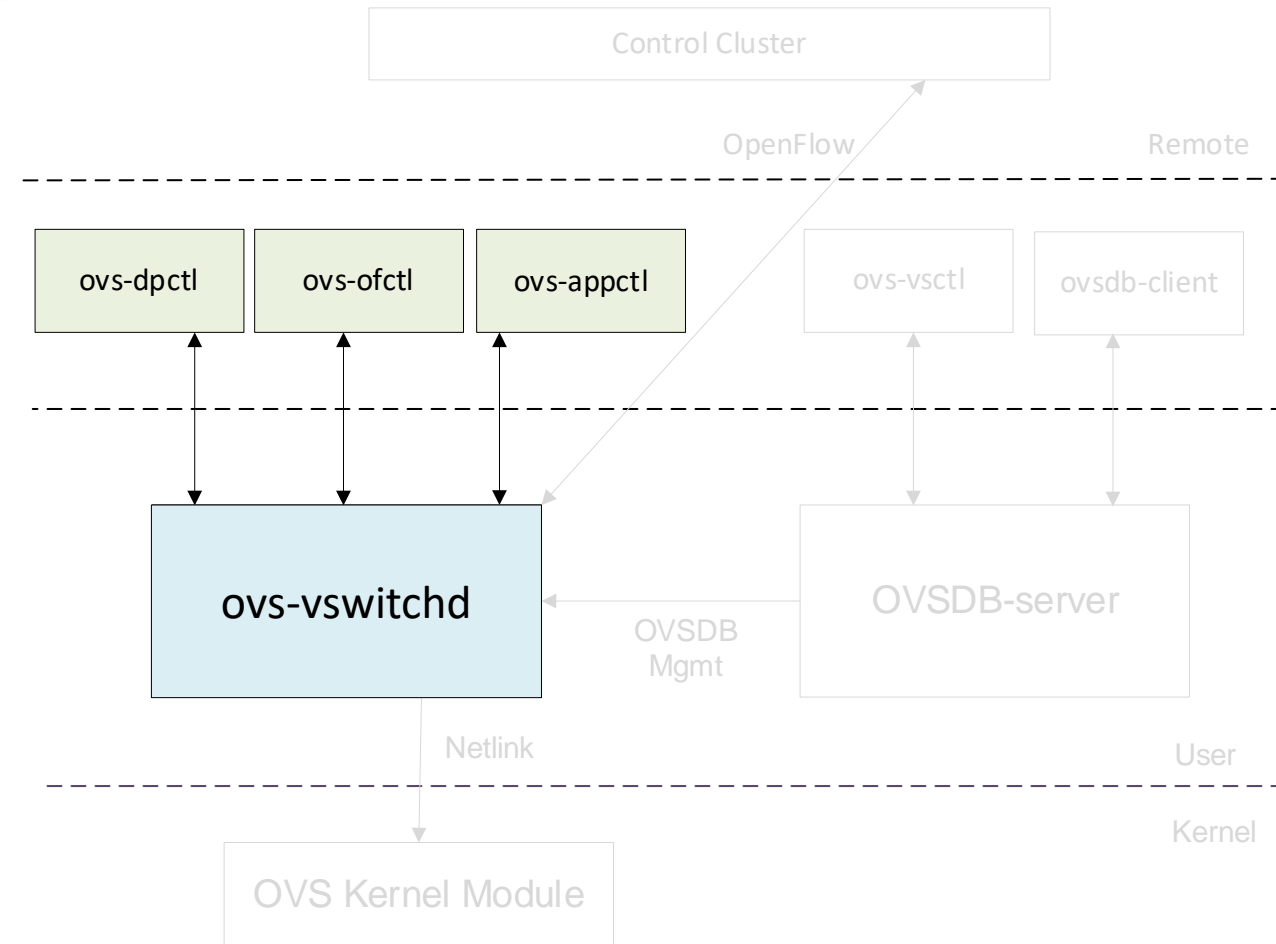 Control Cluster
OpenFlow
Remote
ovs-dpctl
ovs-ofctl
ovs-appctl
ovs-vsctl
ovsdb-client
ovs-vswitchd
OVSDB
Mgmt
OVSDB-server
Netlink
User
Kernel
OVS Kernel Module